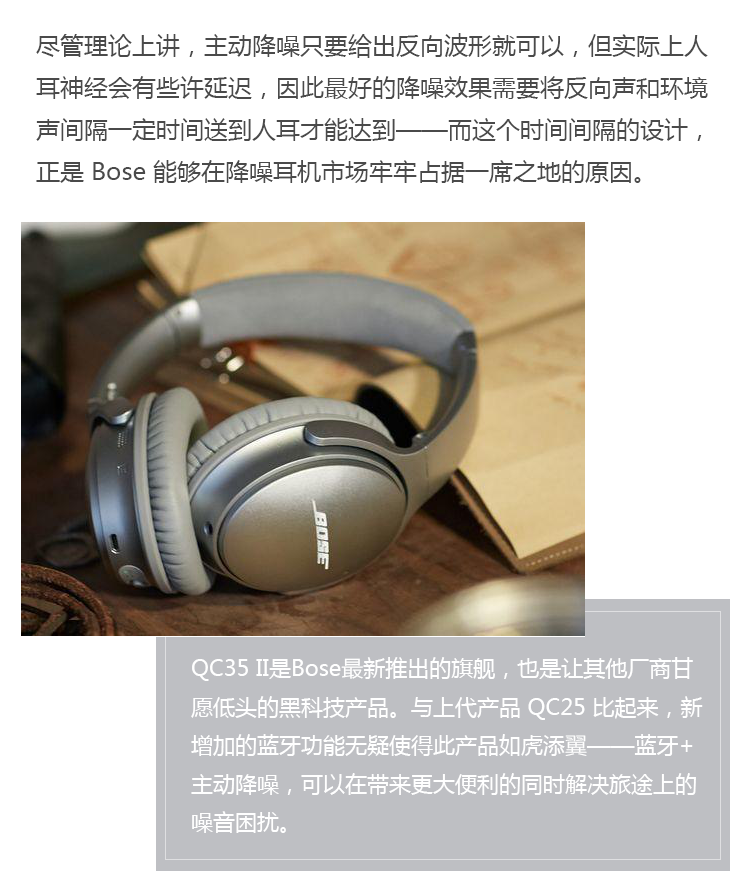 尽管理论上讲，主动降噪只要给出反向波形就可以，但实际上人
耳神经会有些许延迟，因此最好的降噪效果需要将反向声和环境
声间隔一定时间送到人耳才能达到——而这个时间间隔的设计，
正是 Bose 能够在降噪耳机市场牢牢占据一席之地的原因。
BOSE
QC35 II是Bose最新推出的旗舰，也是让其他厂商甘
愿低头的黑科技产品。与上代产品 QC25 比起来，新
增加的蓝牙功能无疑使得此产品如虎添翼——蓝牙+
主动降噪，可以在带来更大便利的同时解决旅途上的
噪音困扰。